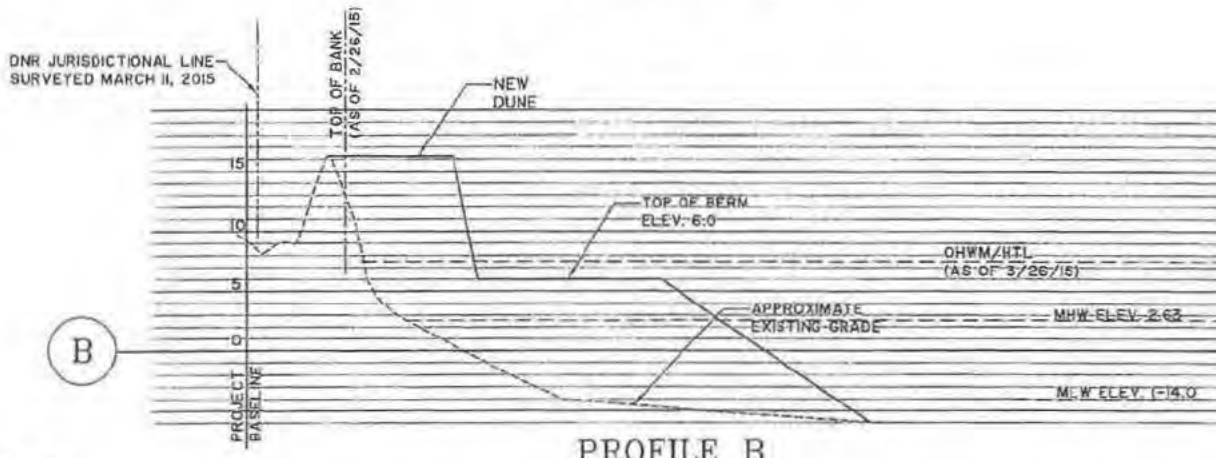 DNR JURISDICTIONAL LINE
SURVEYED MARCH 11, 2015
TOP OF BANK
(AS OF 2/26/15)
NEW
DUNE
15
TOP OF BERM
ELEV. 6.0
10
OHWM/HTL
(AS OF 3/26/15)
5
APPROXIMATE
EXISTING GRADE
MHW ELEV. 2.63
0
B
MLW ELEV. (-)4.0
PROJECT
BASELINE
PROFILE B